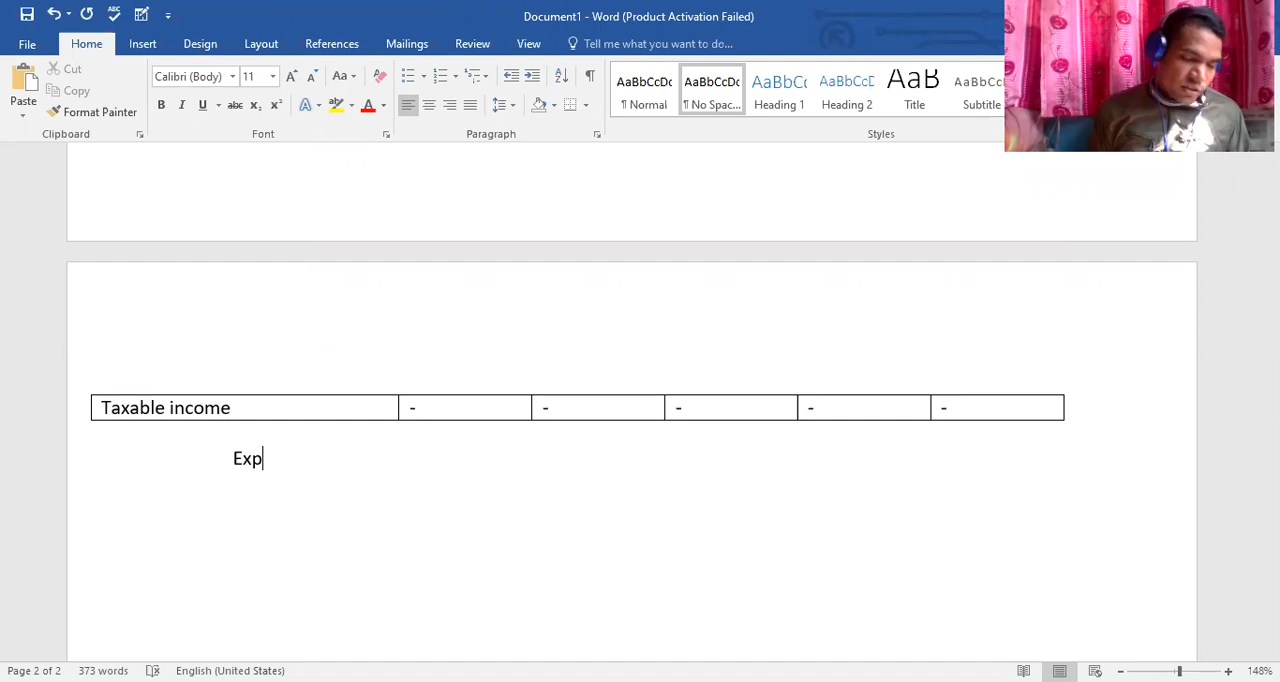 Document1 - Word (Product Activation Failed)
File Home Insert Design Layout References Mailings Review View Tell me what you want to do...
Paste
Cut
Copy
Format Painter
Clipboard
Calibri (Body) 11
Font
Paragraph
AaBbCcDc AaBbCcDc AaBbCc AaBbCcD AaB AaBbCcD
¶ Normal ¶ No Spac... Heading 1 Heading 2 Title Subtitle
Styles
Taxable income - - - - -
Exp
Page 2 of 2 373 words English (United States) 148%